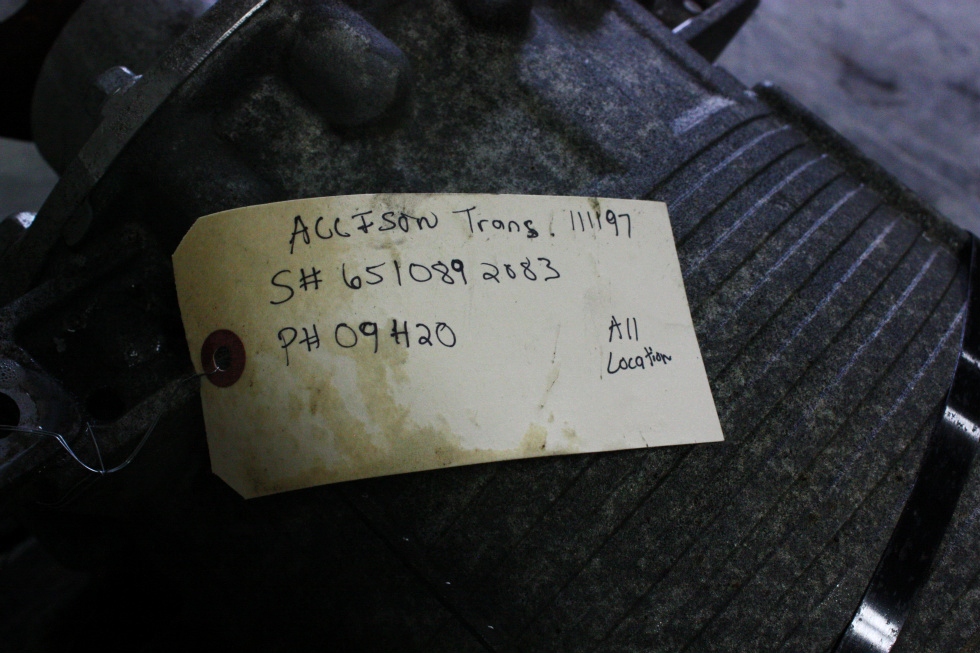 ALLISON Trans. 111197
S# 6510892083
P# 09H20
All
Location